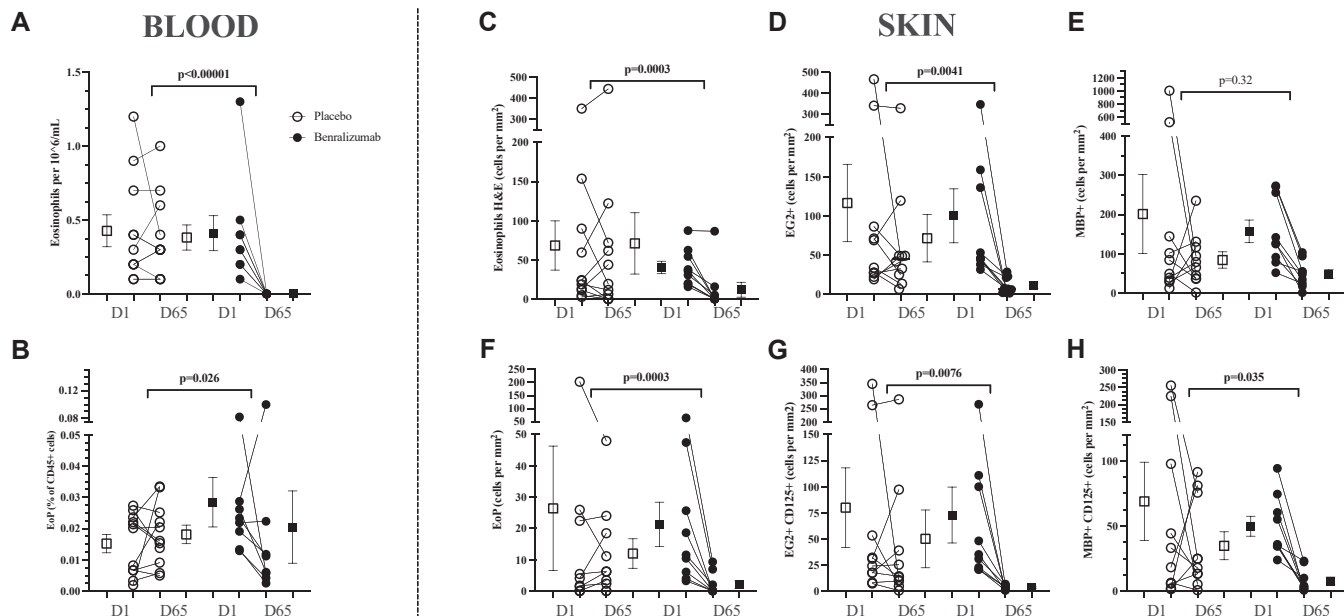 A
BLOOD
p<0.00001
Eosinophils per 10^6/mL
1.5
1.0
0.5
0.0
Placebo
Benralizumab
D1 D65 D1 D65
B
p=0.026
EoP (% of CD45+ cells)
0.12
0.08
0.05
0.04
0.03
0.02
0.01
0.00
D1 D65 D1 D65
SKIN
C
p=0.0003
Eosinophils H&E (cells per mm²)
500
400
300
200
200
150
100
50
0
D1 D65 D1 D65
D
p=0.0041
EG2+ (cells per mm²)
500
400
300
200
150
100
50
0
D1 D65 D1 D65
E
p=0.32
MBP+ (cells per mm²)
1200
1000
800
600
400
300
200
100
0
D1 D65 D1 D65
F
p=0.0003
EoP (cells per mm²)
250
200
150
100
50
50
40
30
20
10
0
D1 D65 D1 D65
G
p=0.0076
EG2+ CD125+ (cells per mm2)
400
350
300
250
200
150
125
100
75
50
25
0
D1 D65 D1 D65
H
p=0.035
MBP+ CD125+ (cells per mm²)
300
250
200
150
100
50
0
D1 D65 D1 D65